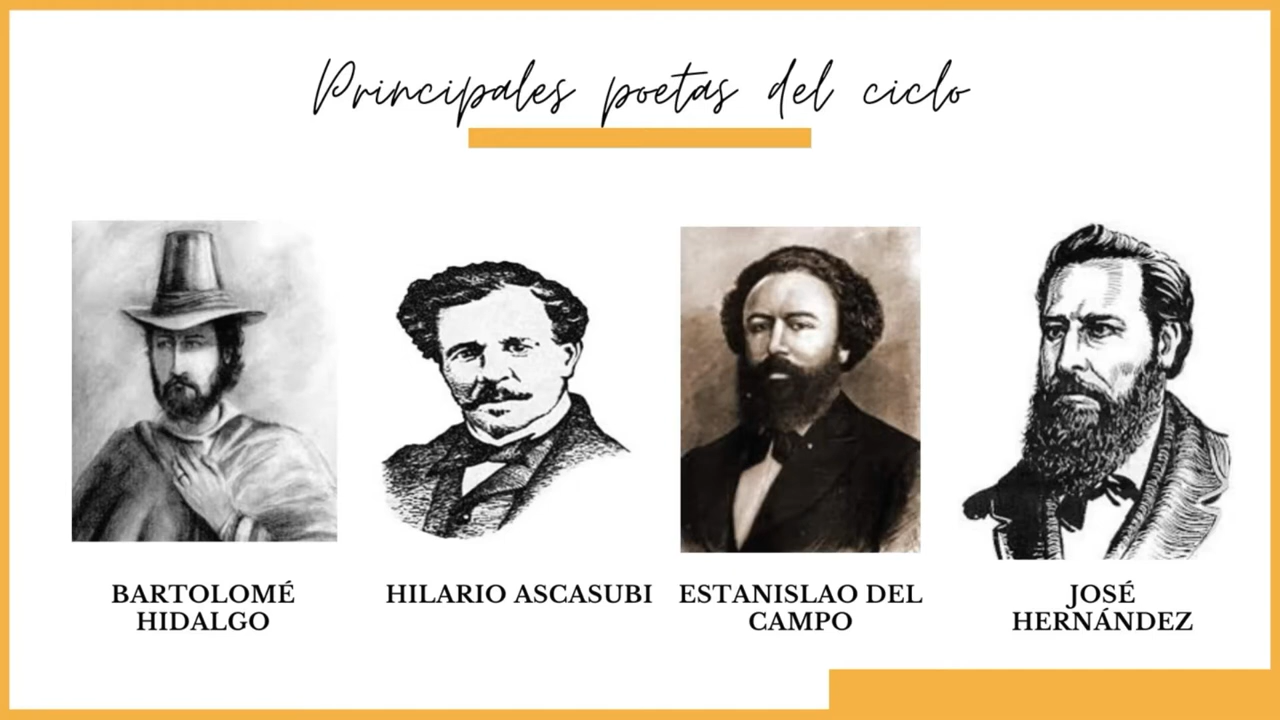 Principales poetas del ciclo
BARTOLOMÉ
HIDALGO
HILARIO ASCASUBI
ESTANISLAO DEL
CAMPO
JOSÉ
HERNÁNDEZ